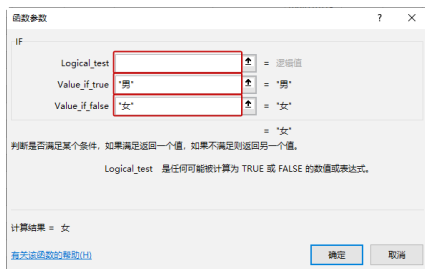 函数参数 ? ×
IF
Logical_test = 逻辑值
Value_if_true "男" = "男"
Value_if_false "女" = "女"
= "女"
判断是否满足某个条件，如果满足返回一个值，如果不满足则返回另一个值。
Logical_test 是任何可能被计算为 TRUE 或 FALSE 的数值或表达式。
计算结果 = 女
有关该函数的帮助(H) 确定 取消